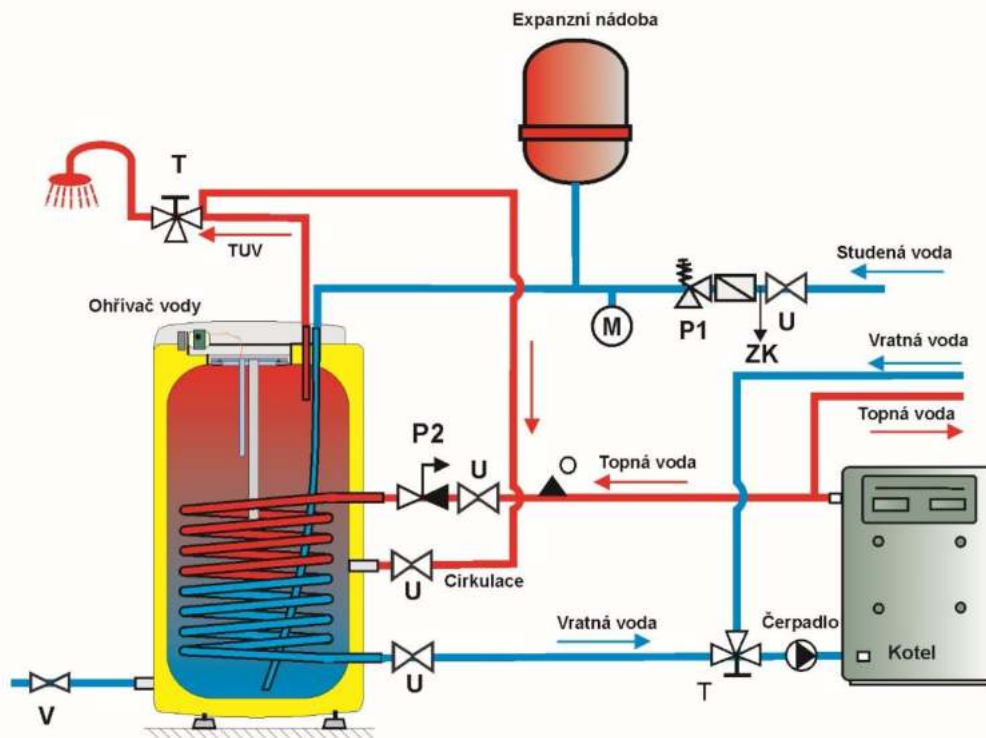 Expanzní nádoba
T
TUV
Studená voda
Ohřívač vody
M
P1
U
ZK
Vratná voda
Topná voda
P2
U
O
Topná voda
U
Cirkulace
Vratná voda
Čerpadlo
U
T
Kotel
V